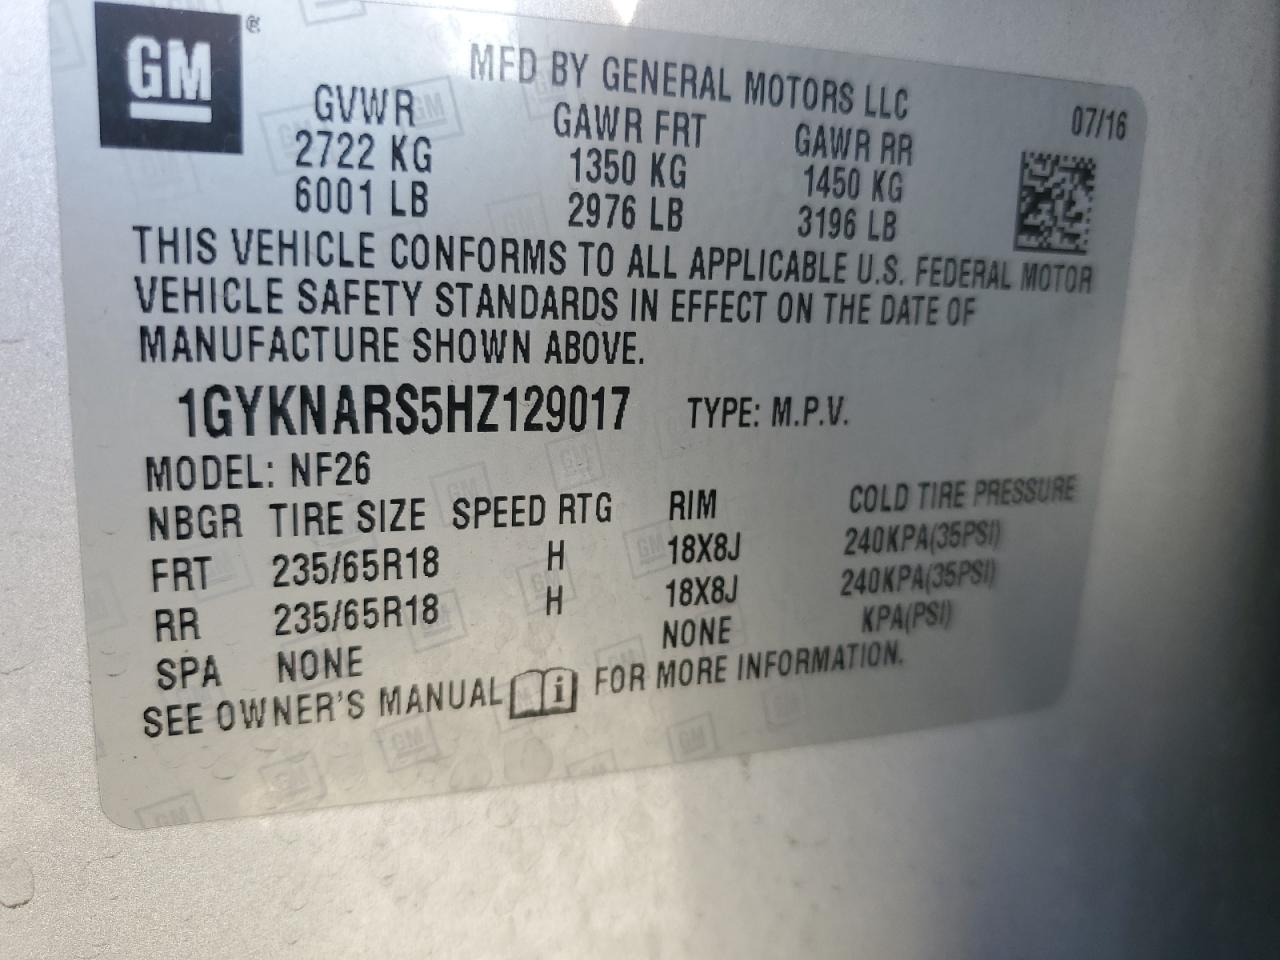 GM ®
MFD BY GENERAL MOTORS LLC
07/16
GVWR GAWR FRT GAWR RR
2722 KG 1350 KG 1450 KG
6001 LB 2976 LB 3196 LB
THIS VEHICLE CONFORMS TO ALL APPLICABLE U.S. FEDERAL MOTOR
VEHICLE SAFETY STANDARDS IN EFFECT ON THE DATE OF
MANUFACTURE SHOWN ABOVE.
1GYKNARS5HZ129017 TYPE: M.P.V.
MODEL: NF26
NBGR TIRE SIZE SPEED RTG RIM COLD TIRE PRESSURE
FRT 235/65R18 H 18X8J 240KPA(35PSI)
RR 235/65R18 H 18X8J 240KPA(35PSI)
SPA NONE NONE KPA(PSI)
SEE OWNER'S MANUAL i FOR MORE INFORMATION.